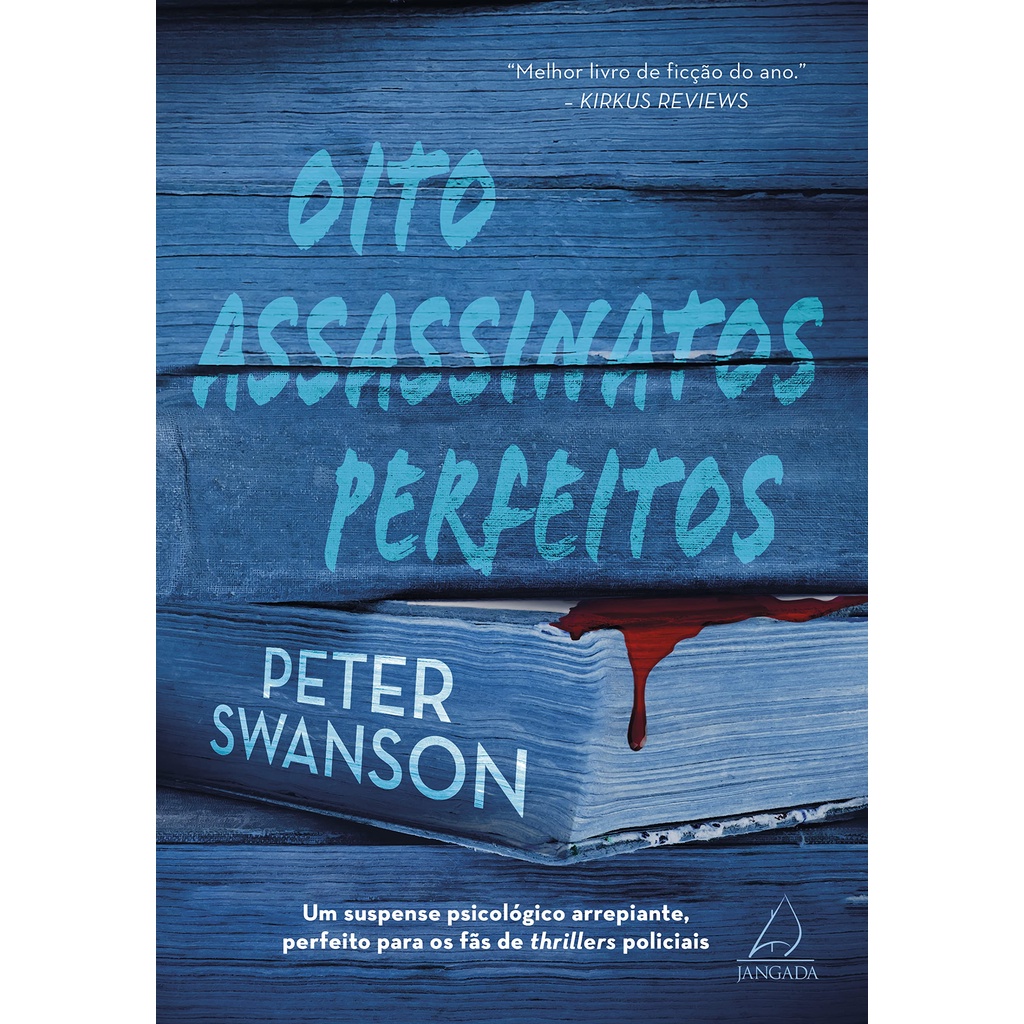 “Melhor livro de ficção do ano.”
– KIRKUS REVIEWS
OITO
ASSASSINATOS
PERFEITOS
PETER
SWANSON
Um suspense psicológico arrepiante,
perfeito para os fãs de thrillers policiais
JANGADA